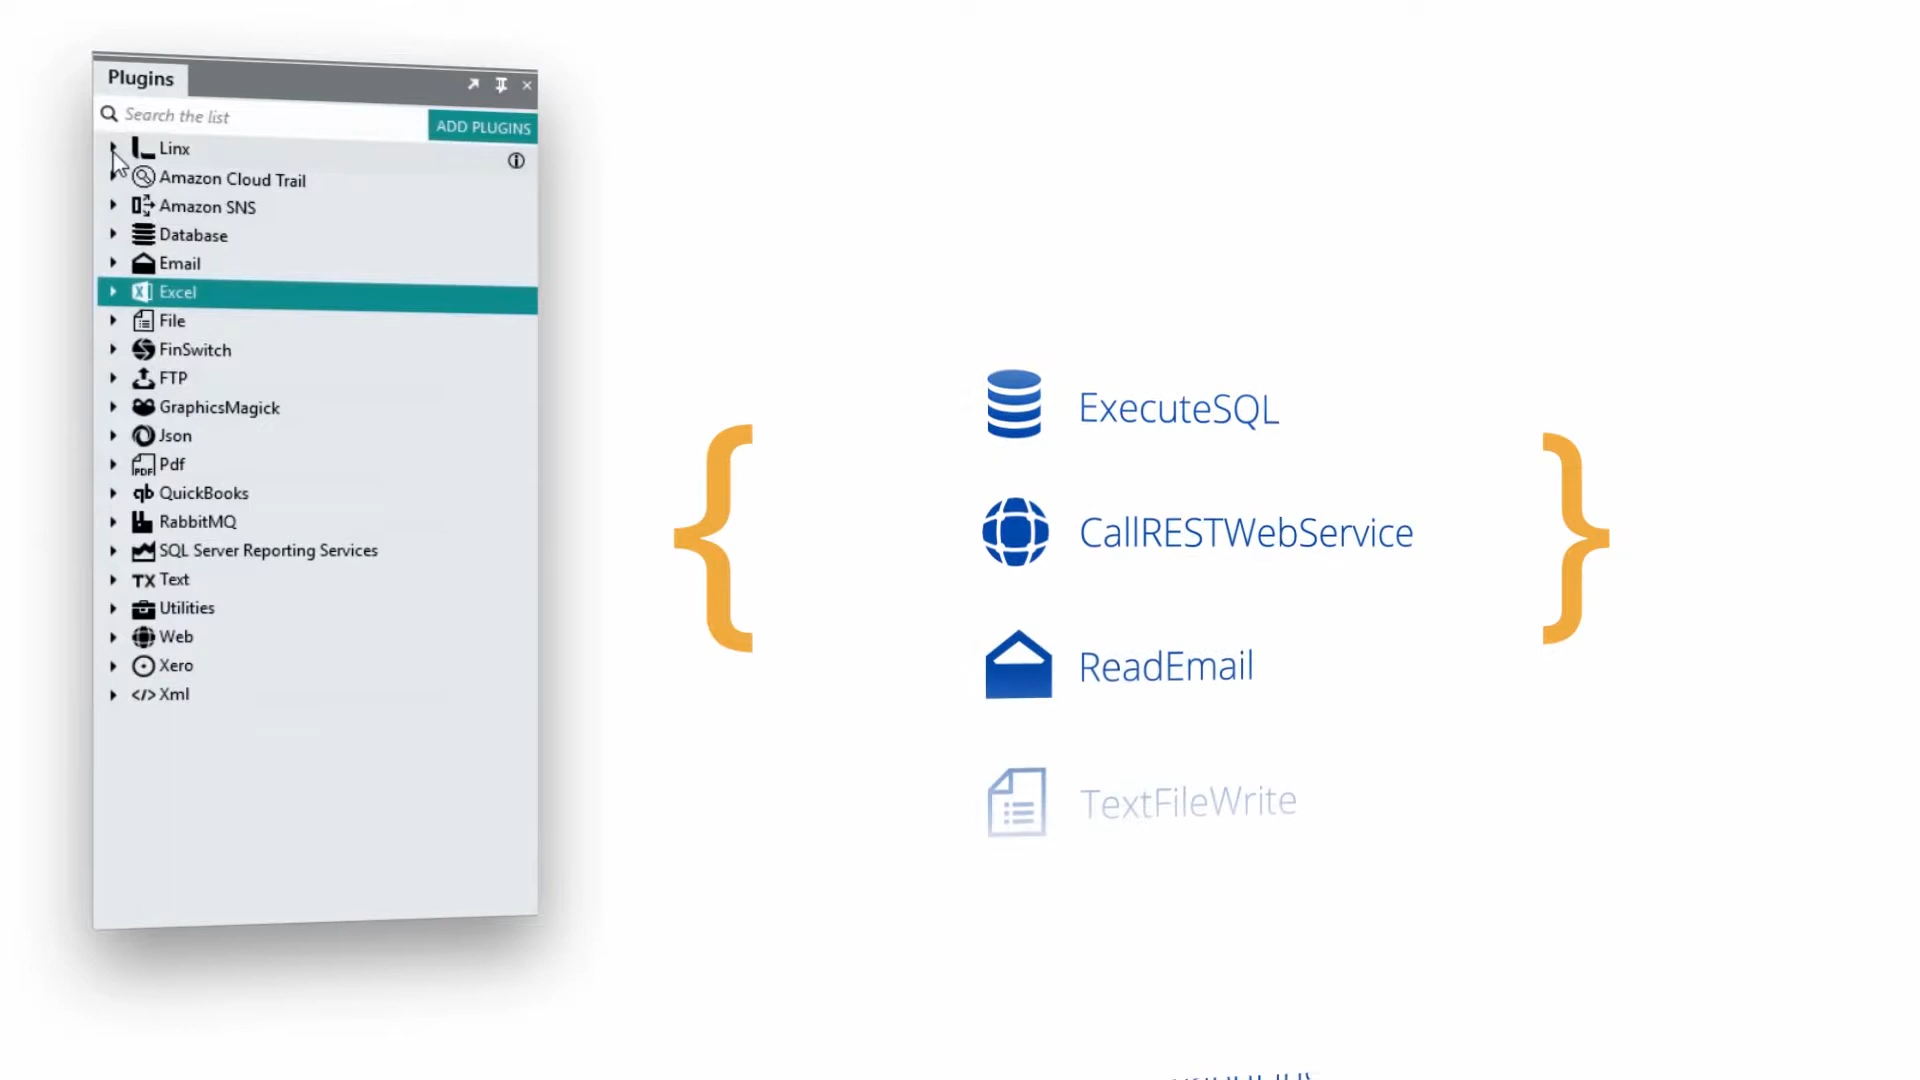 Plugins
Search the list
ADD PLUGINS
Linx
Amazon Cloud Trail
Amazon SNS
Database
Email
Excel
File
FinSwitch
FTP
GraphicsMagick
Json
Pdf
QuickBooks
RabbitMQ
SQL Server Reporting Services
TX Text
Utilities
Web
Xero
</> Xml
{
ExecuteSQL
CallRESTWebService
ReadEmail
TextFileWrite
}